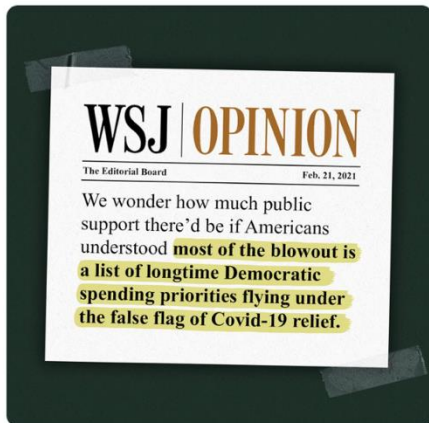 WSJ | OPINION
The Editorial Board Feb. 21, 2021
We wonder how much public
support there'd be if Americans
understood most of the blowout is
a list of longtime Democratic
spending priorities flying under
the false flag of Covid-19 relief.